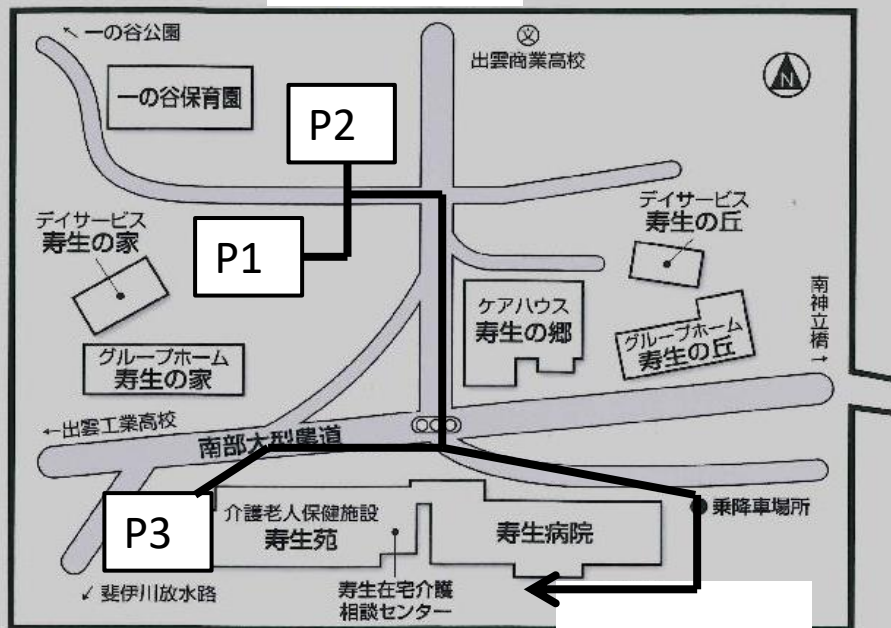 一の谷公園
出雲商業高校
N
一の谷保育園
P2
デイサービス
寿生の家
P1
デイサービス
寿生の丘
ケアハウス
寿生の郷
グループホーム
寿生の丘
南神立橋
グループホーム
寿生の家
←出雲工業高校
南部大型農道
P3
介護老人保健施設
寿生苑
寿生病院
乗降車場所
斐伊川放水路
寿生在宅介護
相談センター